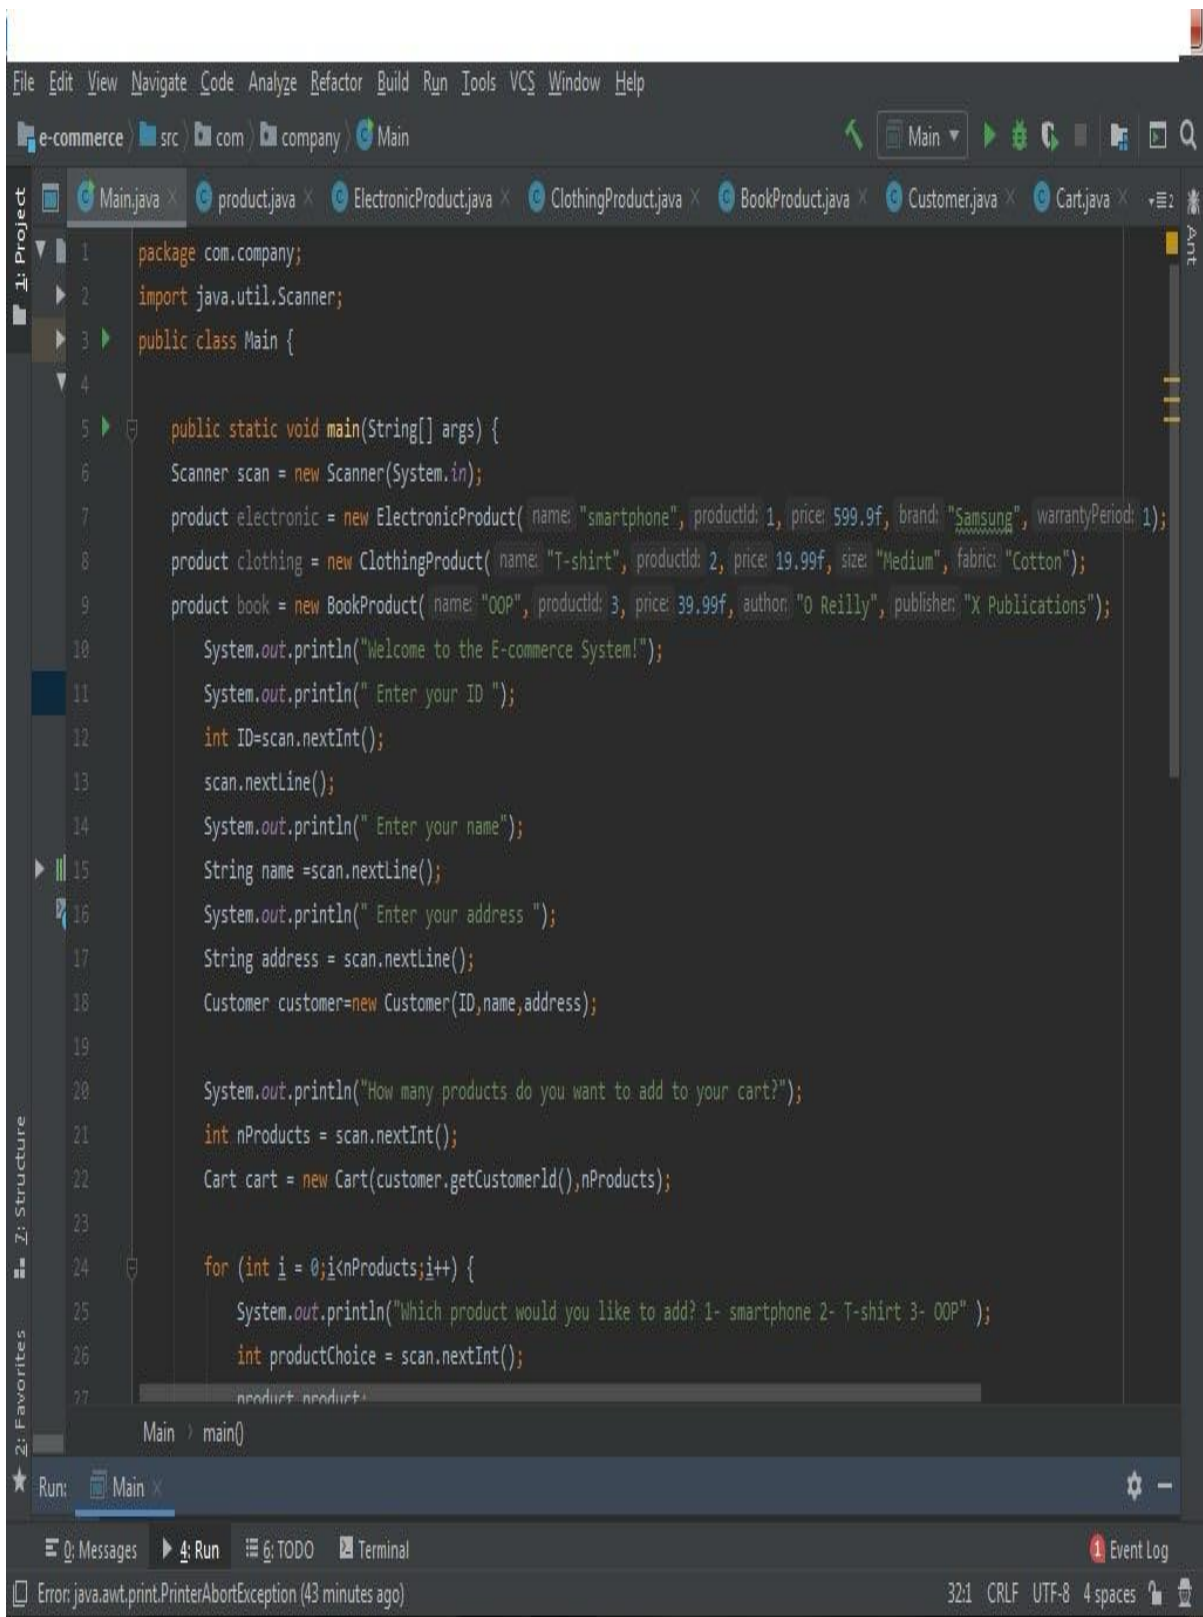 File Edit View Navigate Code Analyze Refactor Build Run Tools VCS Window Help
e-commerce src com company Main Main
Main.java product.java ElectronicProduct.java ClothingProduct.java BookProduct.java Customer.java Cart.java 2
1: Project
Ant
1 package com.company;
2 import java.util.Scanner;
3 public class Main {
4
5 public static void main(String[] args) {
6 Scanner scan = new Scanner(System.in);
7 product electronic = new ElectronicProduct( name: "smartphone", productId: 1, price: 599.9f, brand: "Samsung", warrantyPeriod: 1);
8 product clothing = new ClothingProduct( name: "T-shirt", productId: 2, price: 19.99f, size: "Medium", fabric: "Cotton");
9 product book = new BookProduct( name: "OOP", productId: 3, price: 39.99f, author: "O Reilly", publisher: "X Publications");
10 System.out.println("Welcome to the E-commerce System!");
11 System.out.println(" Enter your ID ");
12 int ID=scan.nextInt();
13 scan.nextLine();
14 System.out.println(" Enter your name");
15 String name =scan.nextLine();
16 System.out.println(" Enter your address ");
17 String address = scan.nextLine();
18 Customer customer=new Customer(ID,name,address);
19
20 System.out.println("How many products do you want to add to your cart?");
21 int nProducts = scan.nextInt();
22 Cart cart = new Cart(customer.getCustomerld(),nProducts);
23
24 for (int i = 0;i<nProducts;i++) {
25 System.out.println("Which product would you like to add? 1- smartphone 2- T-shirt 3- OOP" );
26 int productChoice = scan.nextInt();
27 product product;
7: Structure
2: Favorites
Main main()
Run: Main
0: Messages 4: Run 6: TODO Terminal 1 Event Log
Error: java.awt.print.PrinterAbortException (43 minutes ago) 32:1 CRLF UTF-8 4 spaces